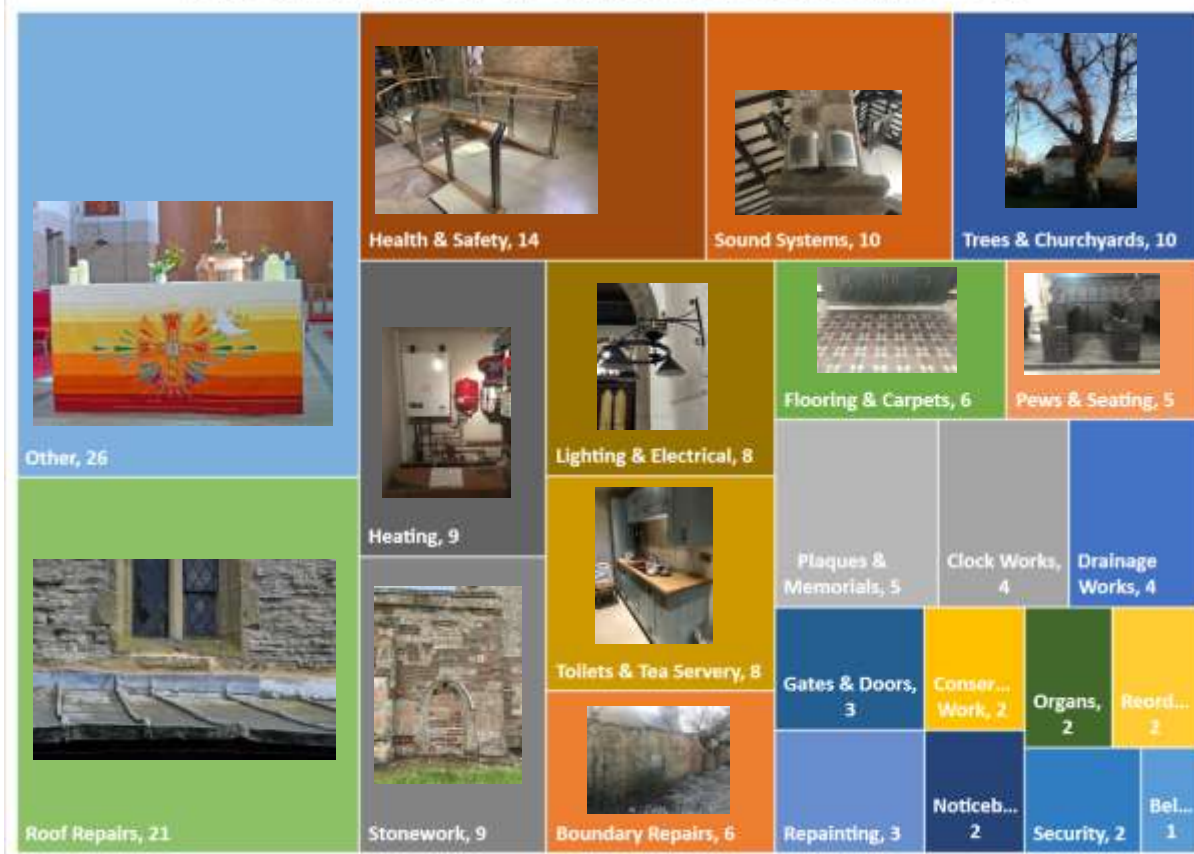 Other, 26
Health & Safety, 14
Sound Systems, 10
Trees & Churchyards, 10
Heating, 9
Lighting & Electrical, 8
Flooring & Carpets, 6
Pews & Seating, 5
Plaques &
Memorials, 5
Clock Works,
4
Drainage
Works, 4
Roof Repairs, 21
Stonework, 9
Toilets & Tea Servery, 8
Boundary Repairs, 6
Gates & Doors,
3
Conser...
Work, 2
Organs,
2
Reord...
2
Repainting, 3
Noticeb...
2
Security, 2
Bel...
1